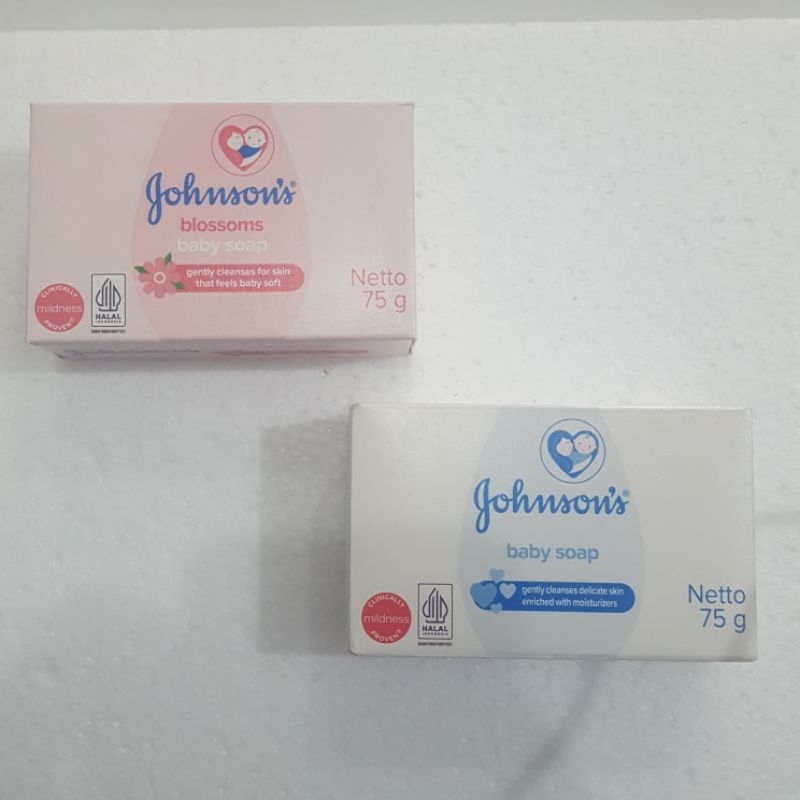 Johnson's®
blossoms
baby soap
gently cleanses for skin
that feels baby soft
Netto
75 g
CLINICALLY
mildness
PROVEN®
HALAL
INDONESIA
Johnson's®
baby soap
gently cleanses delicate skin
enriched with moisturizers
Netto
75 g
CLINICALLY
mildness
PROVEN®
HALAL
INDONESIA